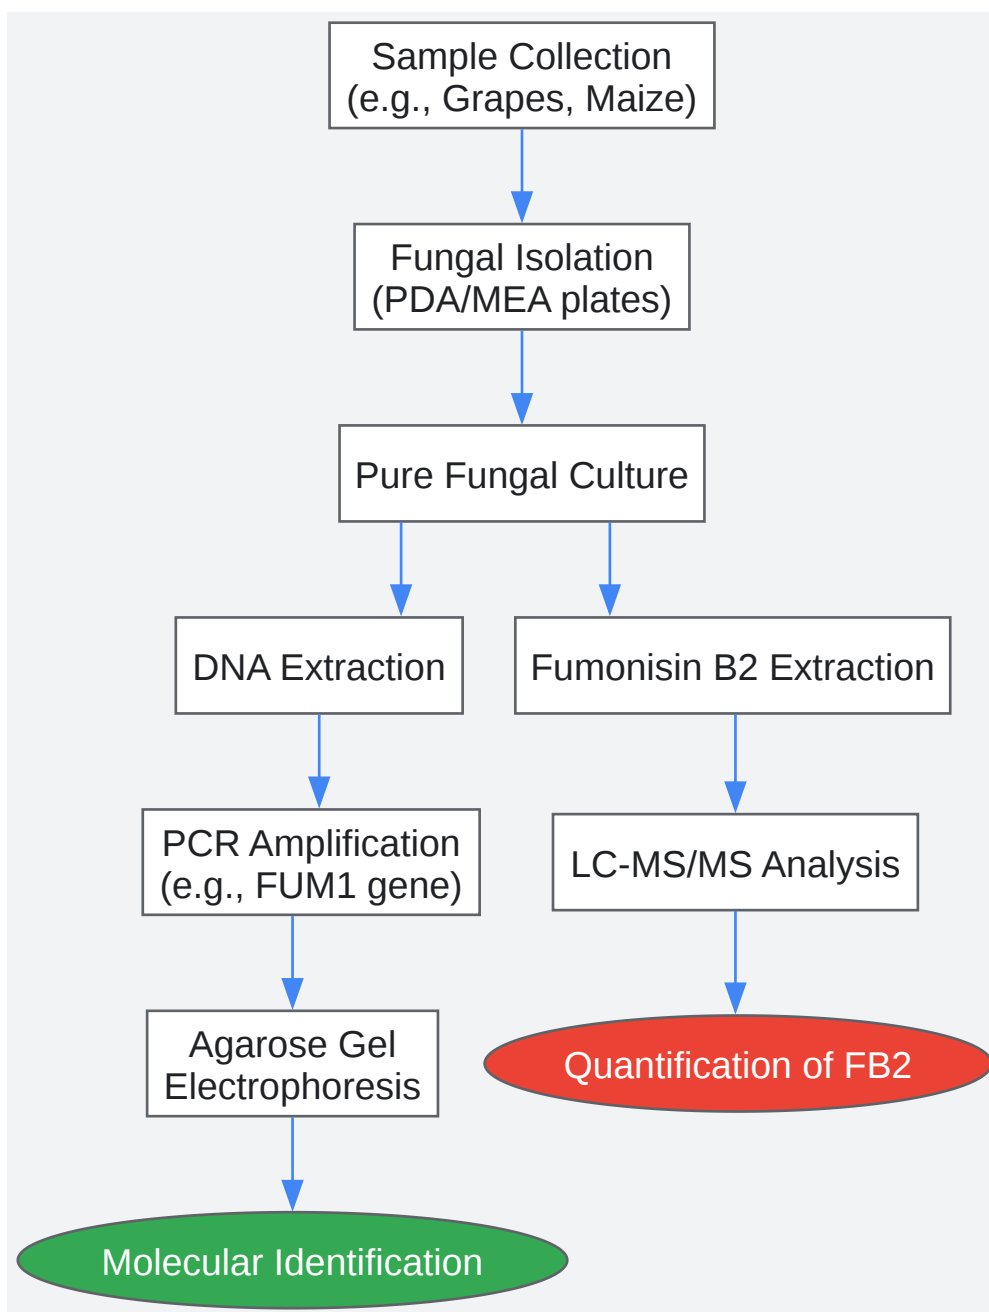 Sample Collection
(e.g., Grapes, Maize)
Fungal Isolation
(PDA/MEA plates)
Pure Fungal Culture
DNA Extraction
Fumonisin B2 Extraction
PCR Amplification
(e.g., FUM1 gene)
LC-MS/MS Analysis
Agarose Gel
Electrophoresis
Quantification of FB2
Molecular Identification